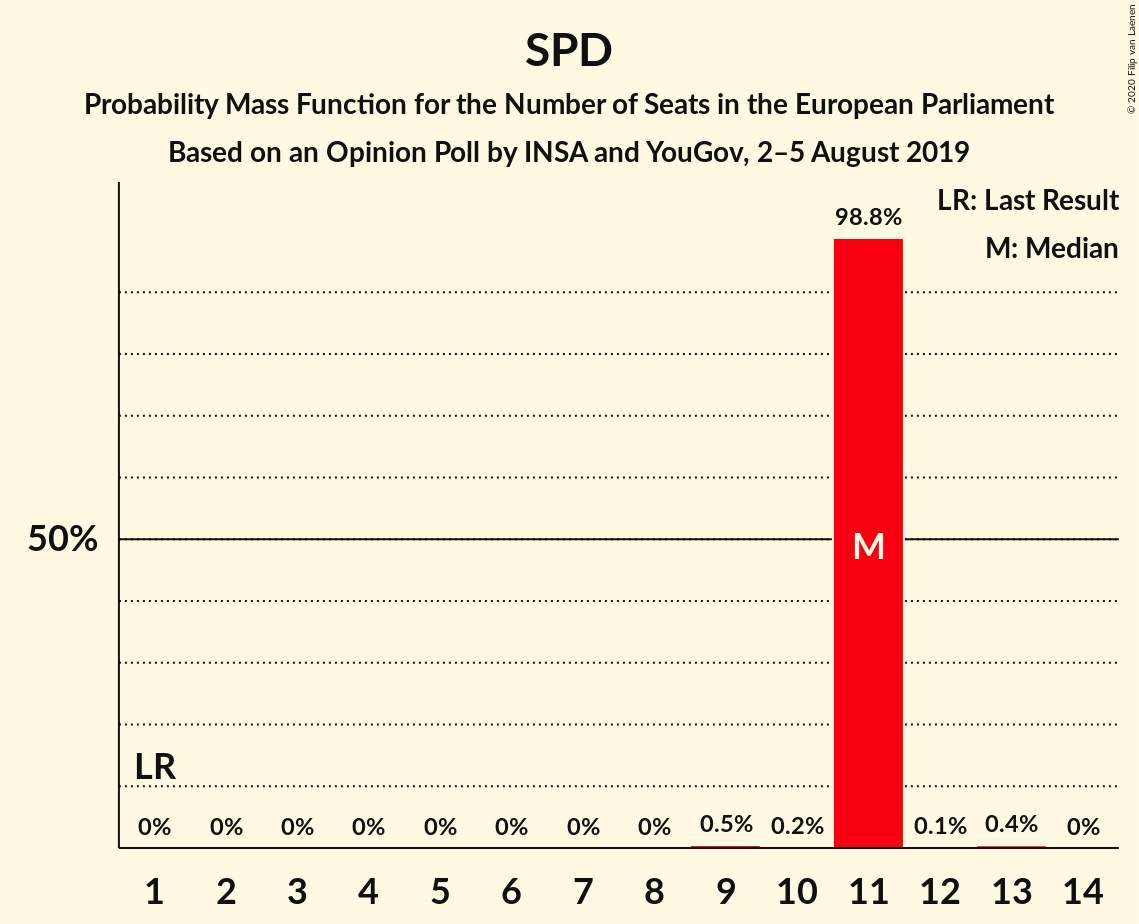 SPD
Probability Mass Function for the Number of Seats in the European Parliament
Based on an Opinion Poll by INSA and YouGov, 2–5 August 2019
© 2020 Filip van Laenen
LR: Last Result
M: Median
98.8%
50%
M
LR
0% 0% 0% 0% 0% 0% 0% 0% 0.5% 0.2% 0.1% 0.4% 0%
1 2 3 4 5 6 7 8 9 10 11 12 13 14